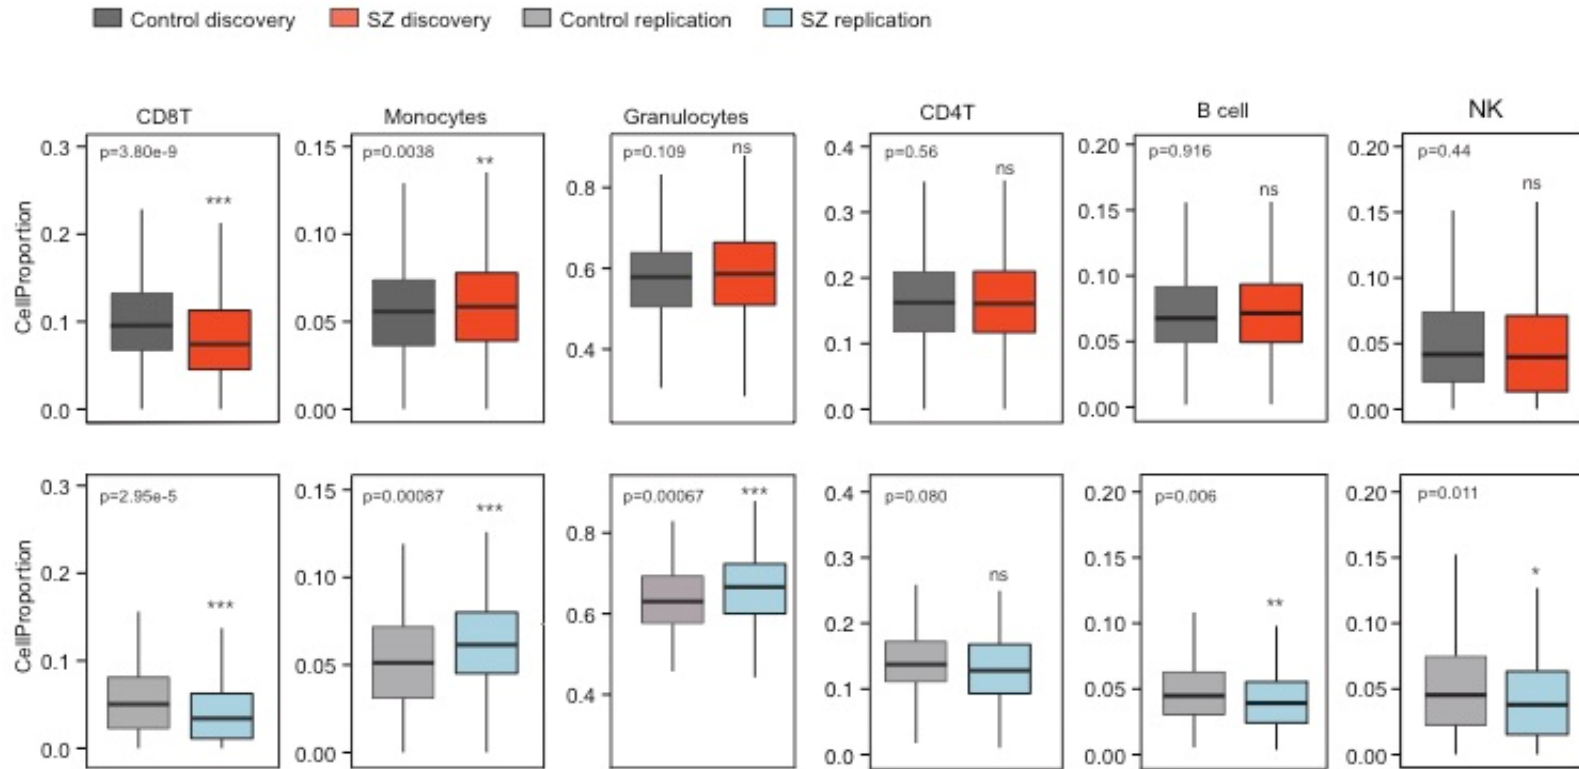 Control discovery SZ discovery Control replication SZ replication
CD8T Monocytes Granulocytes CD4T B cell NK
CellProportion
0.3 0.2 0.1 0.0
p=3.80e-9 ***
0.15 0.10 0.05 0.00
p=0.0038 **
0.8 0.6 0.4
p=0.109 ns
0.4 0.3 0.2 0.1 0.0
p=0.56 ns
0.20 0.15 0.10 0.05 0.00
p=0.916 ns
0.20 0.15 0.10 0.05 0.00
p=0.44 ns
CellProportion
0.3 0.2 0.1 0.0
p=2.95e-5 ***
0.15 0.10 0.05 0.00
p=0.00087 ***
0.8 0.6 0.4
p=0.00067 ***
0.4 0.3 0.2 0.1 0.0
p=0.080 ns
0.20 0.15 0.10 0.05 0.00
p=0.006 **
0.20 0.15 0.10 0.05 0.00
p=0.011 *